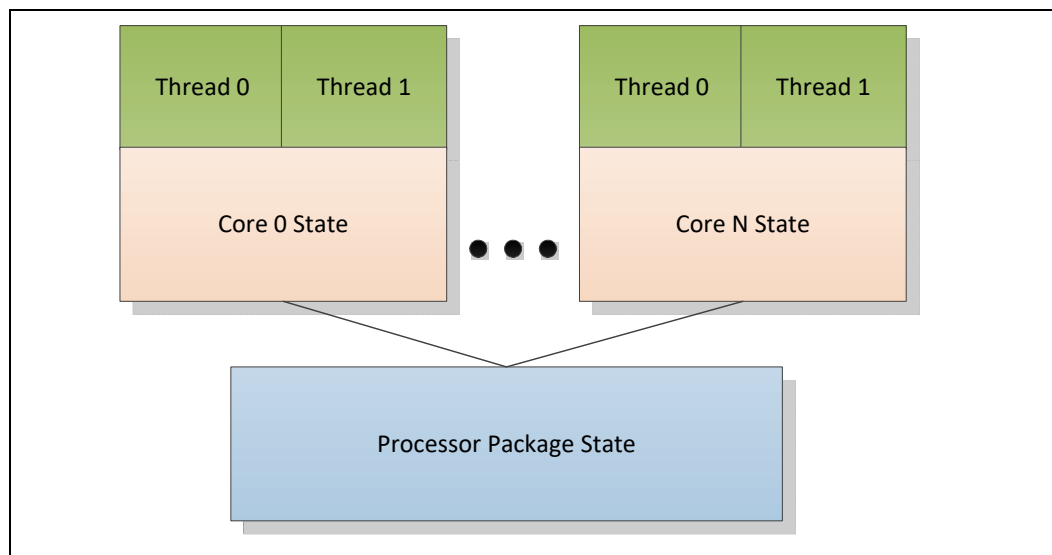 Thread 0
Thread 1
Thread 0
Thread 1
Core 0 State
Core N State
Processor Package State